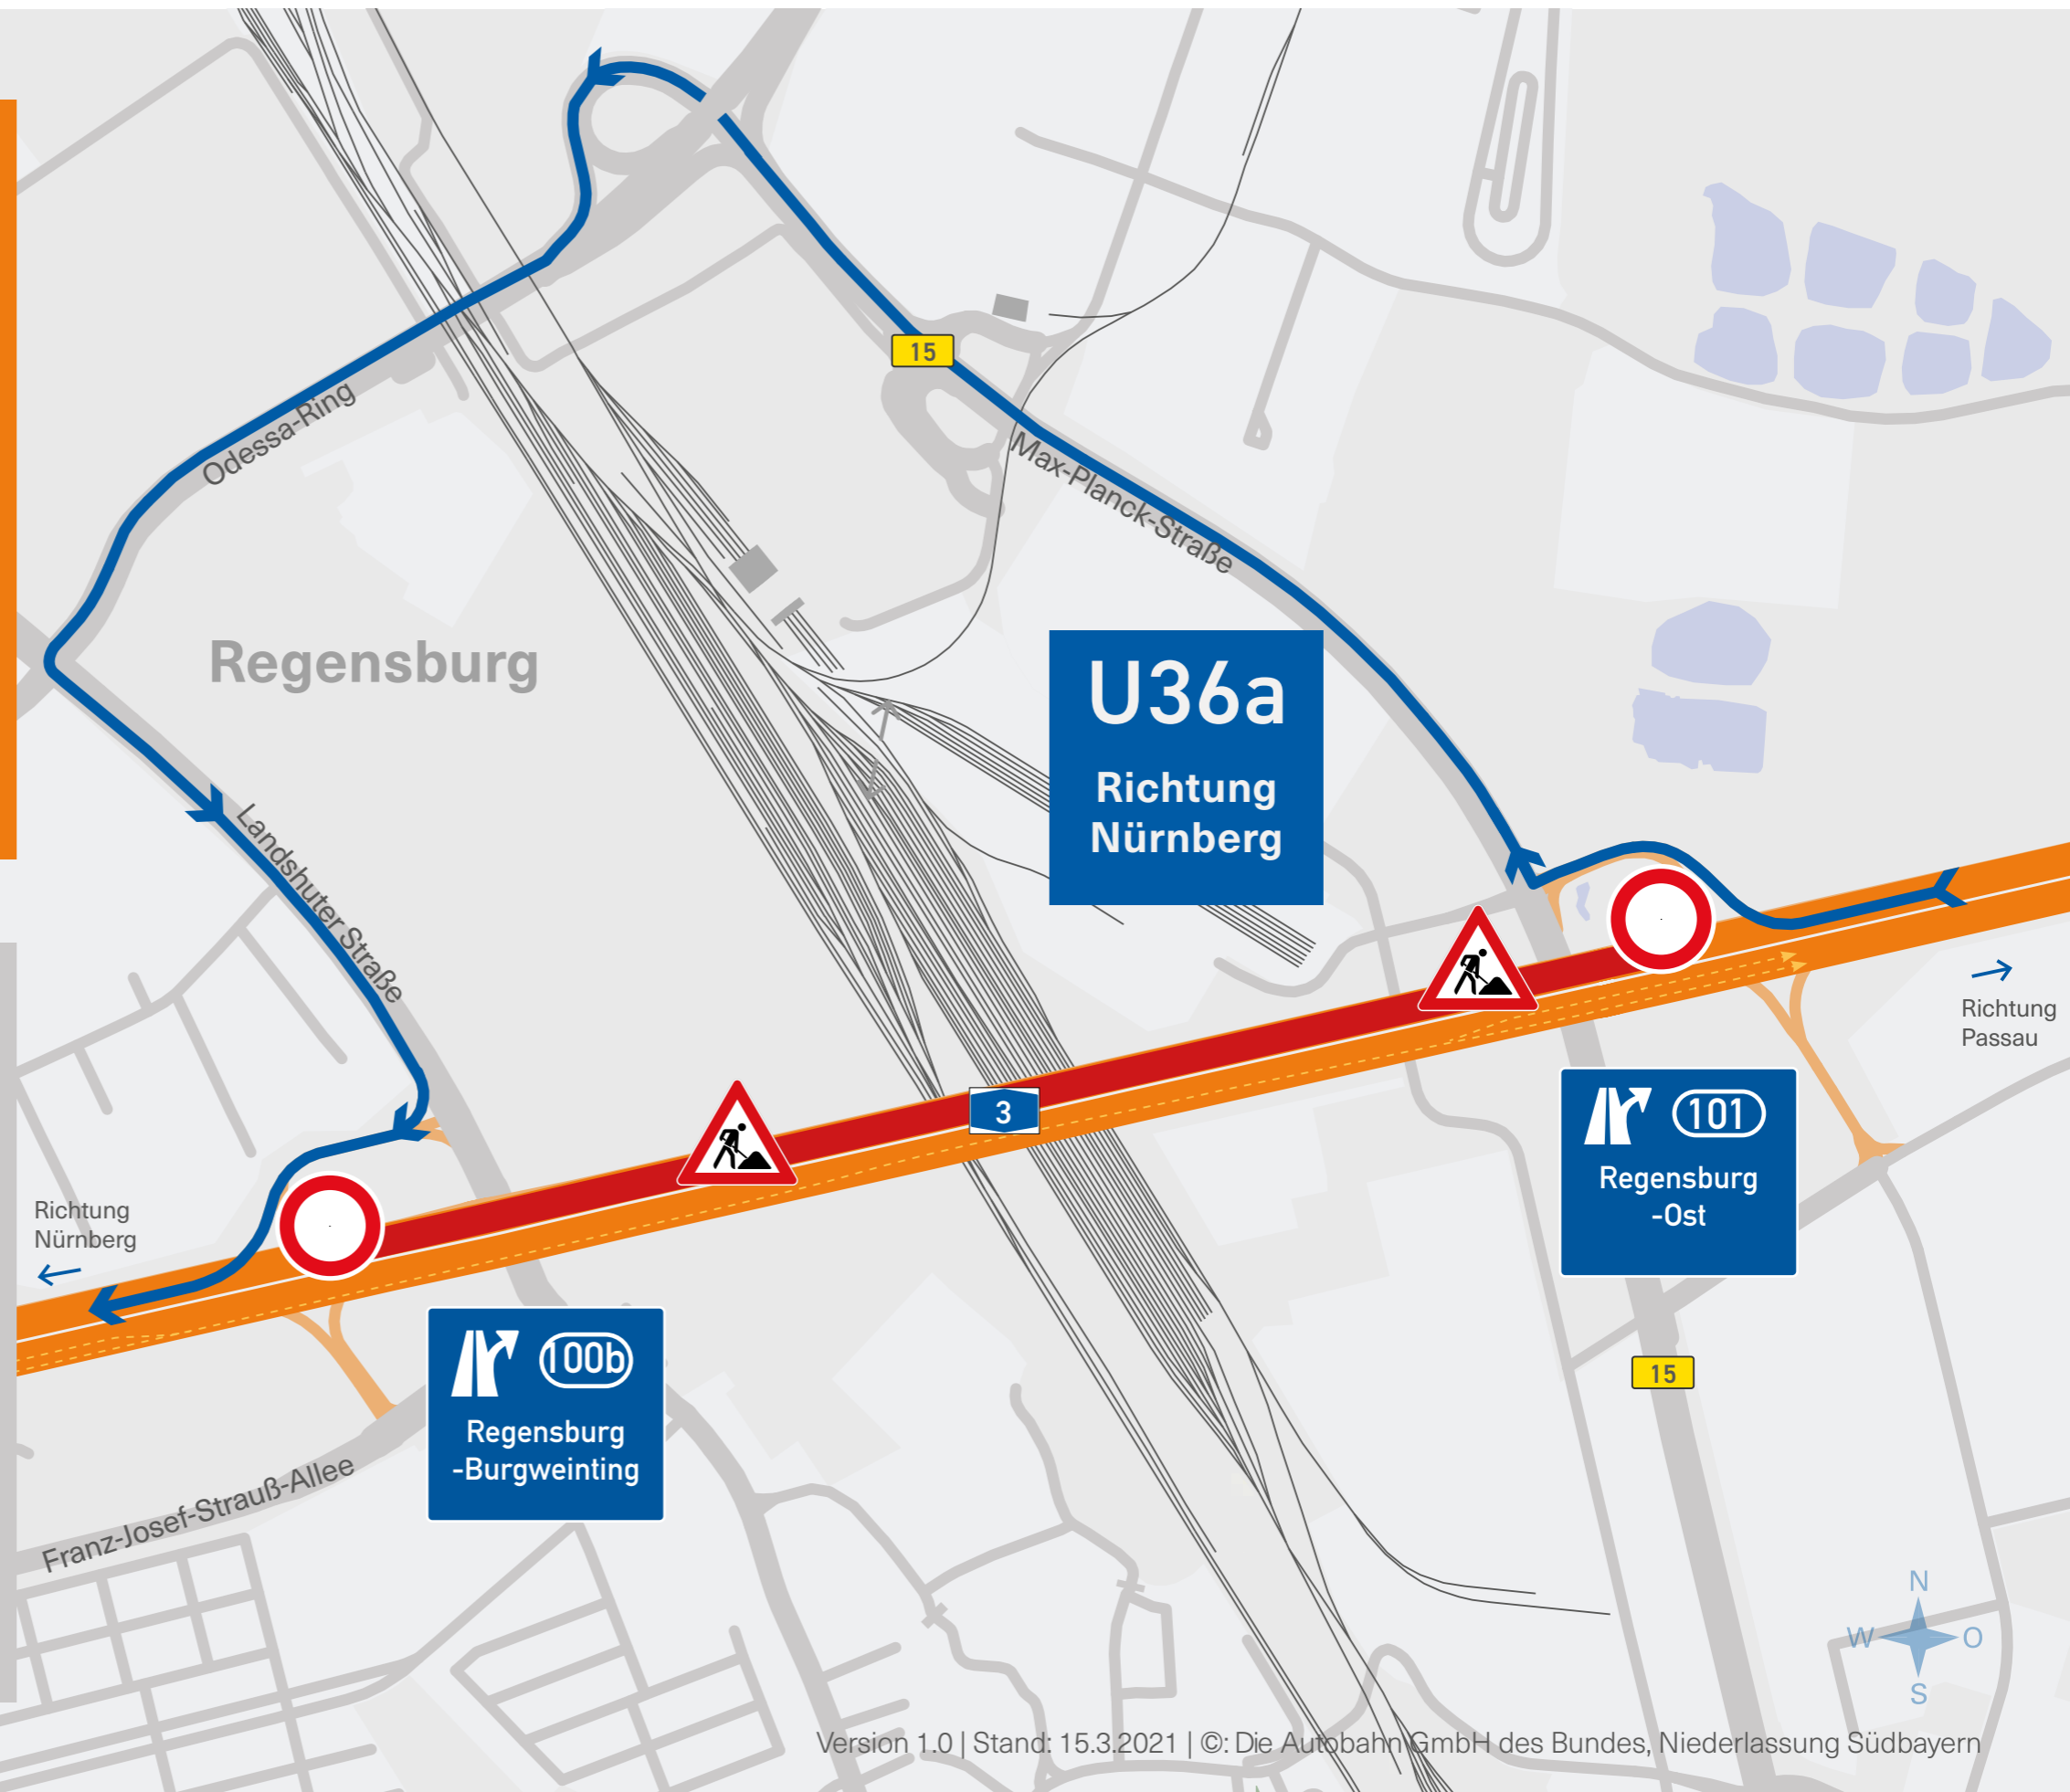 15
Odessa-Ring
Max-Planck-Straße
Regensburg
U36a
Richtung
Nürnberg
Landshuter Straße
Richtung
Passau
3
101
Regensburg
-Ost
Richtung
Nürnberg
100b
Regensburg
-Burgweinting
15
Franz-Josef-Strauß-Allee
N
W O
S
Version 1.0 | Stand: 15.3.2021 | ©: Die Autobahn GmbH des Bundes, Niederlassung Südbayern